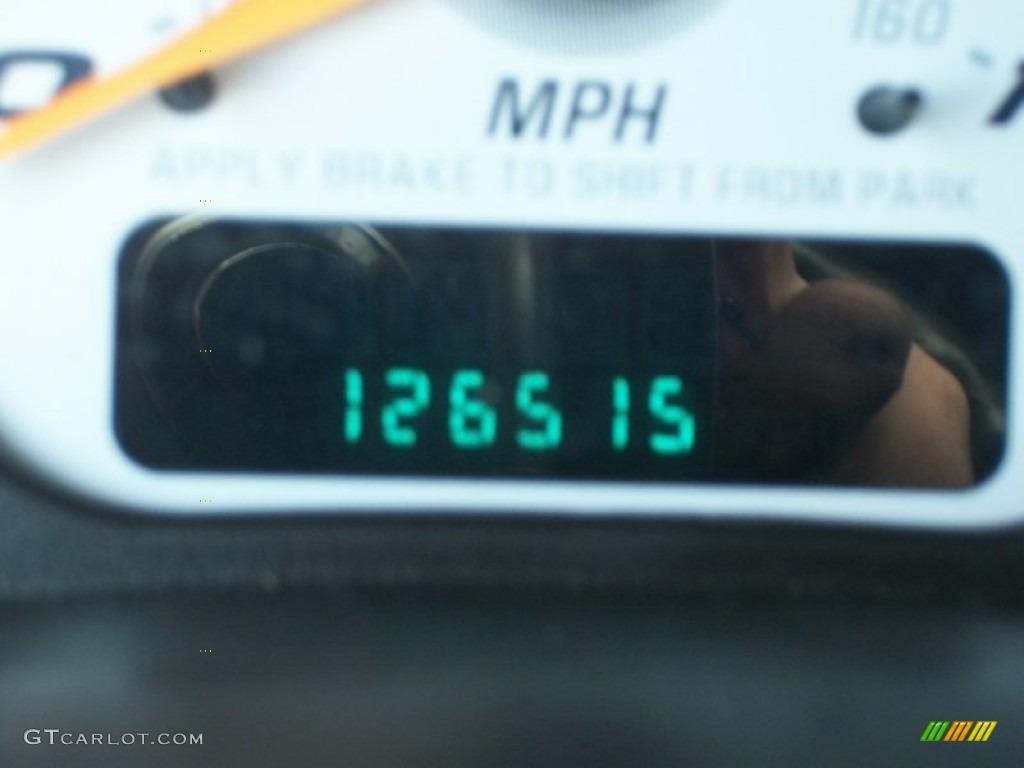 160
MPH
APPLY BRAKE TO SHIFT FROM PARK
126515
GTCARLOT.COM